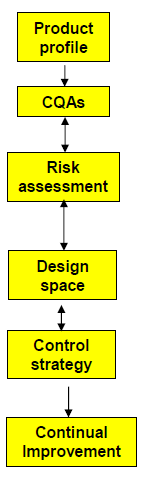 Product
profile
CQAs
Risk
assessment
Design
space
Control
strategy
Continual
Improvement